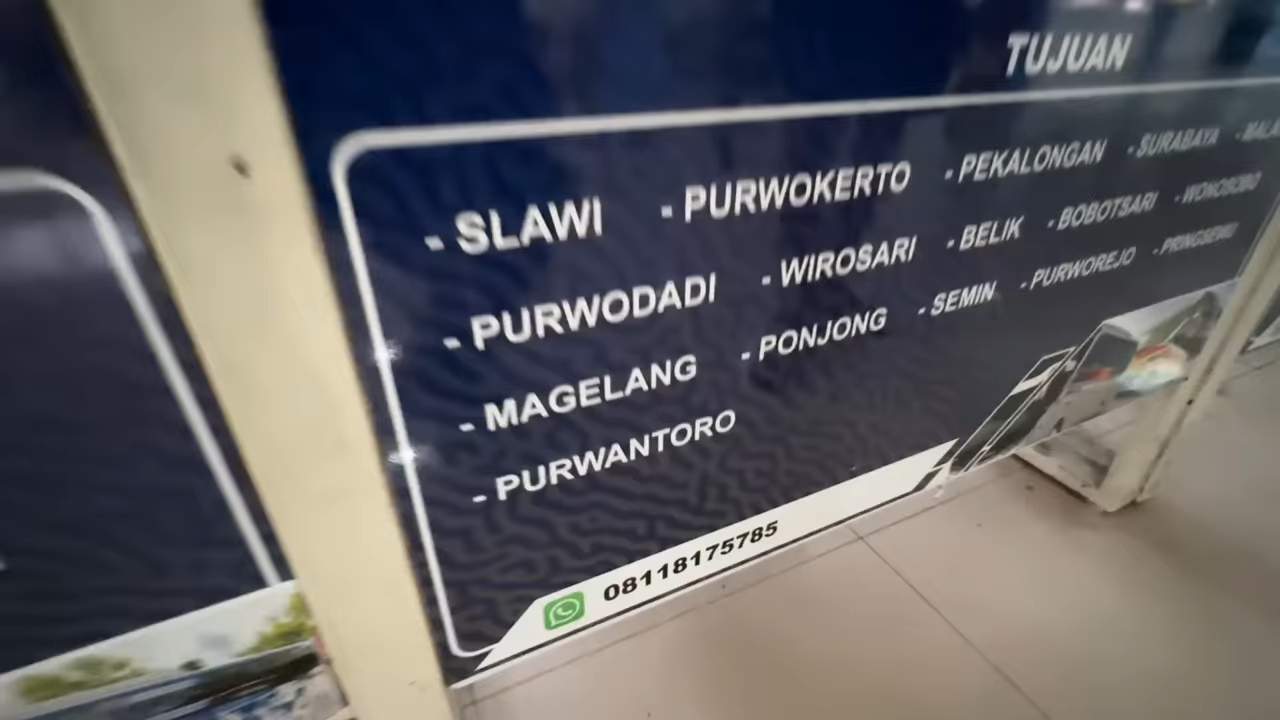 TUJUAN
- SLAWI - PURWOKERTO - PEKALONGAN - SURABAYA
- PURWODADI - WIROSARI - BELIK - BOBOTSARI - WONOSOBO
- MAGELANG - PONJONG - SEMIN - PURWOREJO - PRINGSEWU
- PURWANTORO
08118175785